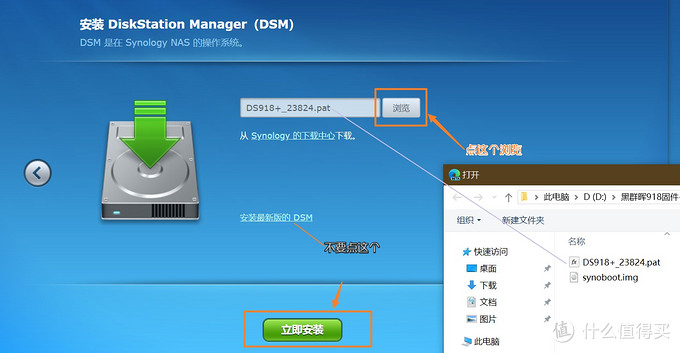 安装 DiskStation Manager（DSM）
DSM 是在 Synology NAS 的操作系统。
DS918+_23824.pat
浏览
从 Synology 的下载中心下载。
点这个浏览
打开
此电脑 › D (D:) › 黑群晖918固件
组织
新建文件夹
名称
快速访问
桌面
下载
文档
图片
此电脑
DS918+_23824.pat
synoboot.img
安装最新版的 DSM
不要点这个
立即安装
值 什么值得买